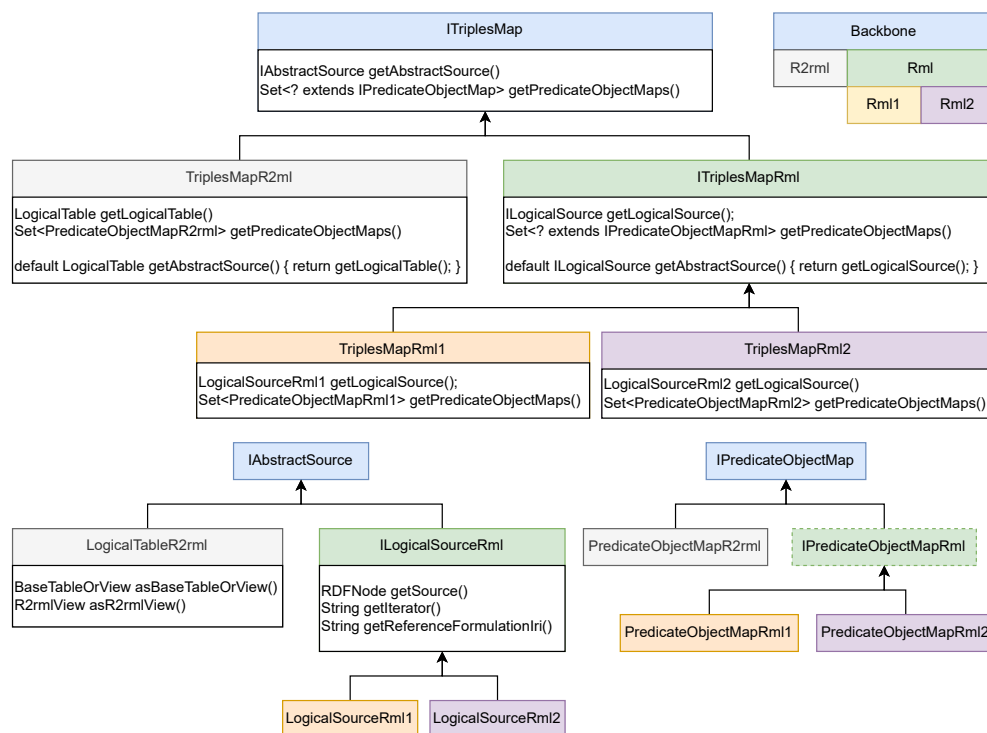 ITriplesMap
IAbstractSource getAbstractSource()
Set<? extends IPredicateObjectMap> getPredicateObjectMaps()
Backbone
R2rml
Rml
Rml1
Rml2
TriplesMapR2ml
LogicalTable getLogicalTable()
Set<PredicateObjectMapR2rml> getPredicateObjectMaps()
default LogicalTable getAbstractSource() { return getLogicalTable(); }
ITriplesMapRml
ILogicalSource getLogicalSource();
Set<? extends IPredicateObjectMapRml> getPredicateObjectMaps()
default ILogicalSource getAbstractSource() { return getLogicalSource(); }
TriplesMapRml1
LogicalSourceRml1 getLogicalSource();
Set<PredicateObjectMapRml1> getPredicateObjectMaps()
TriplesMapRml2
LogicalSourceRml2 getLogicalSource()
Set<PredicateObjectMapRml2> getPredicateObjectMaps()
IAbstractSource
LogicalTableR2rml
BaseTableOrView asBaseTableOrView()
R2rmlView asR2rmlView()
ILogicalSourceRml
RDFNode getSource()
String getIterator()
String getReferenceFormulationIri()
LogicalSourceRml1
LogicalSourceRml2
IPredicateObjectMap
PredicateObjectMapR2rml
IPredicateObjectMapRml
PredicateObjectMapRml1
PredicateObjectMapRml2